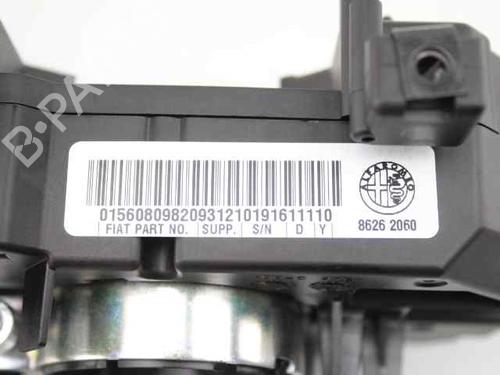 01560809820931210191611110
FIAT PART NO. SUPP. S/N D Y
ALFA ROMEO
8626 2060
B-PA